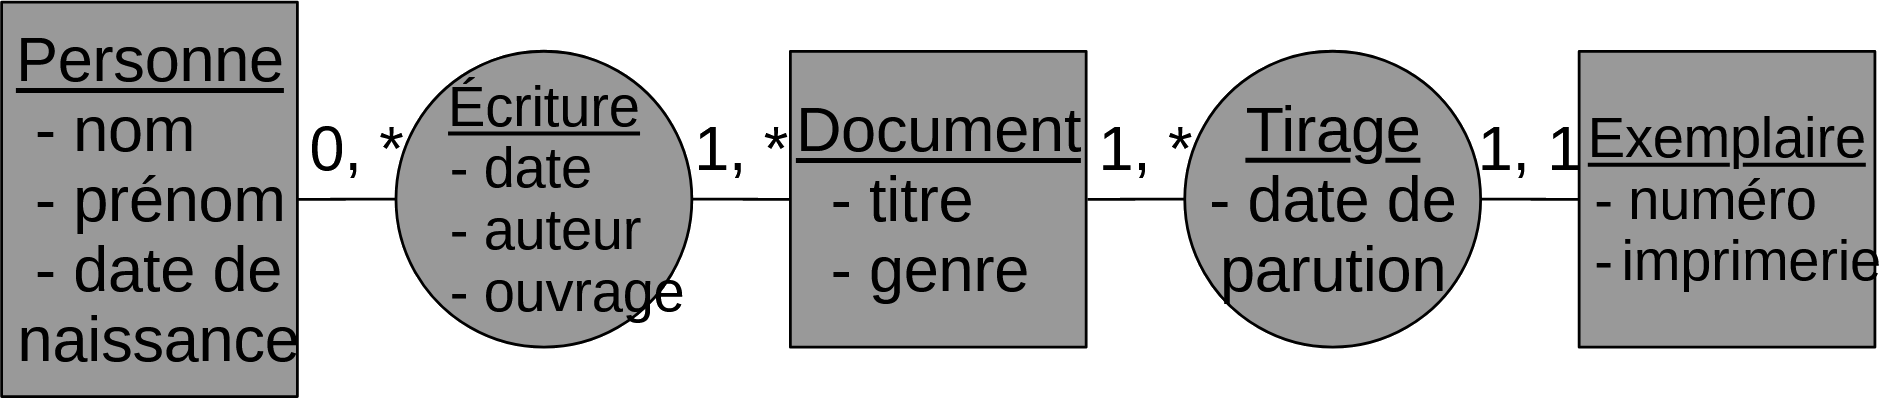 Personne
- nom
- prénom
- date de
naissance
0, *
Écriture
- date
- auteur
- ouvrage
1, *
Document
- titre
- genre
1, *
Tirage
- date de
parution
1, 1
Exemplaire
- numéro
- imprimerie